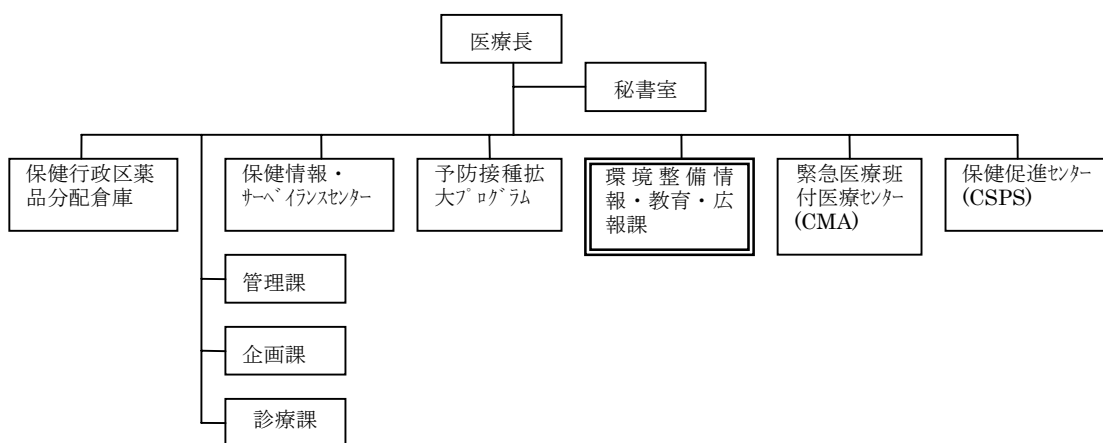 医療長
秘書室
保健行政区薬
品分配倉庫
保健情報・
ｻｰﾍﾞｲﾗﾝｽｾﾝﾀｰ
予防接種拡
大ﾌﾟﾛｸﾞﾗﾑ
環境整備情
報・教育・広
報課
緊急医療班
付医療ｾﾝﾀｰ
(CMA)
保健促進ｾﾝﾀｰ
(CSPS)
管理課
企画課
診療課